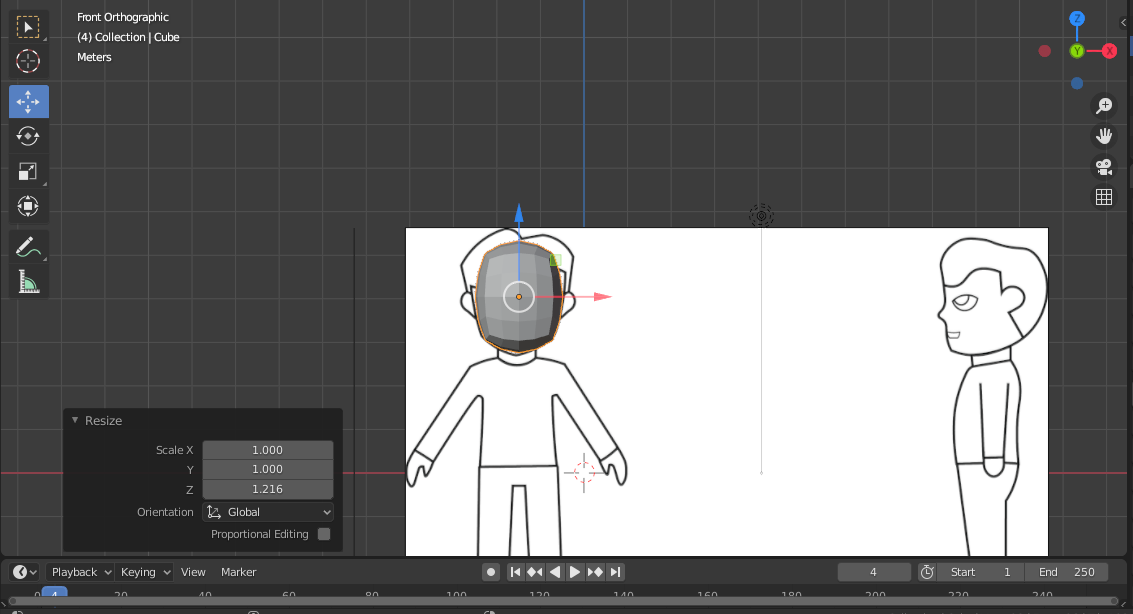 Front Orthographic
(4) Collection | Cube
Meters
Z
Y
X
Resize
Scale X 1.000
Y 1.000
Z 1.216
Orientation Global
Proportional Editing
Playback Keying View Marker 4 Start 1 End 250
0 4 20 40 60 80 100 120 140 160 180 200 220 240